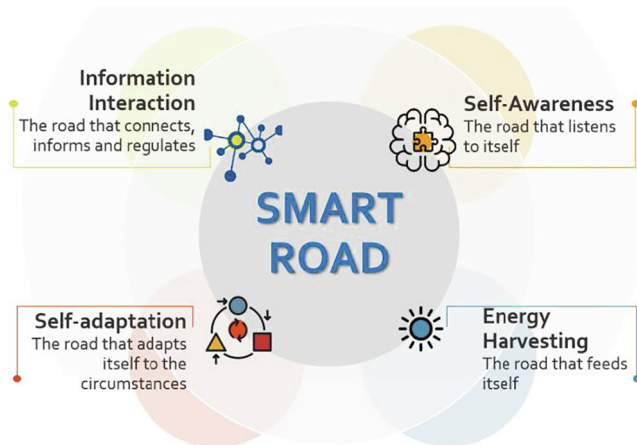 Information
Interaction
The road that connects,
informs and regulates
Self-Awareness
The road that listens
to itself
SMART
ROAD
Self-adaptation
The road that adapts
itself to the
circumstances
Energy
Harvesting
The road that feeds
itself